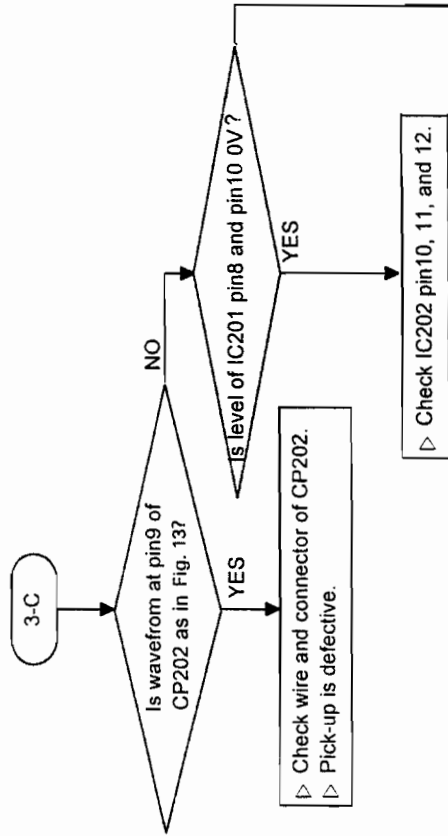 3-C
Is wavefrom at pin9 of
CP202 as in Fig. 13?
NO
YES
▷ Check wire and connector of CP202.
▷ Pick-up is defective.
Is level of IC201 pin8 and pin10 0V?
YES
▷ Check IC202 pin10, 11, and 12.